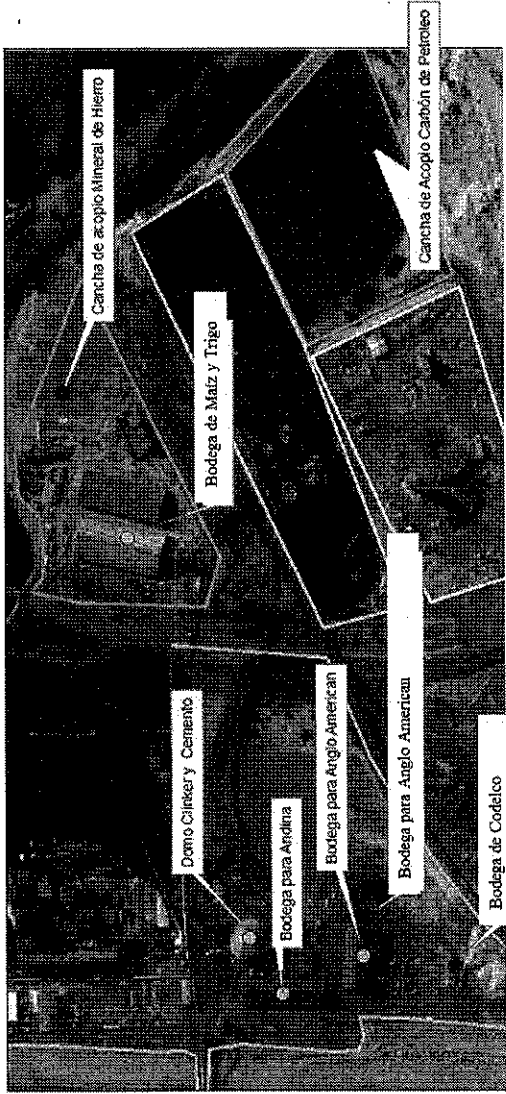 Cancha de acopio Mineral de Hierro
Bodega de Maíz y Trigo
Cancha de Acopio Carbón de Petroleo
Domo Clinker y Cemento
Bodega para Andina
Bodega para Anglo American
Bodega para Anglo American
Bodega de Codelco